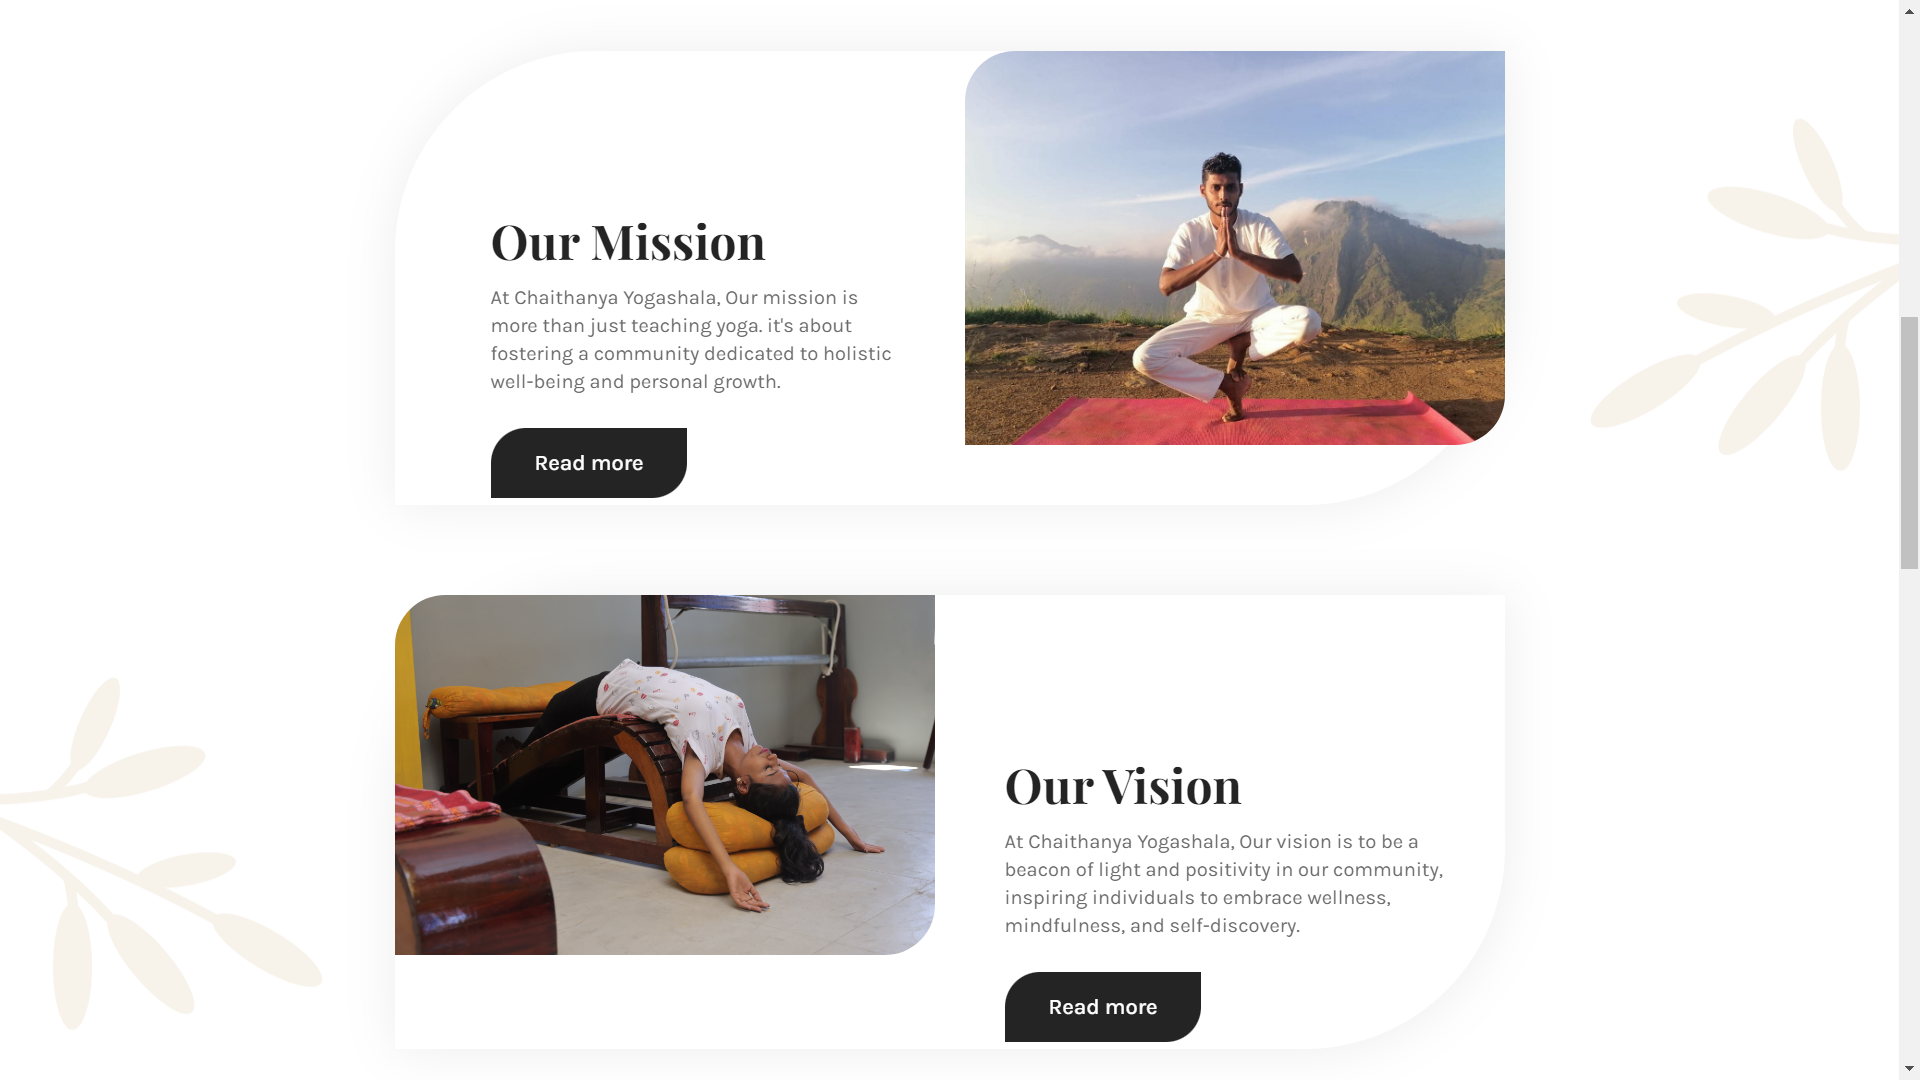 Our Mission
At Chaithanya Yogashala, Our mission is
more than just teaching yoga. it's about
fostering a community dedicated to holistic
well-being and personal growth.
Read more
Our Vision
At Chaithanya Yogashala, Our vision is to be a
beacon of light and positivity in our community,
inspiring individuals to embrace wellness,
mindfulness, and self-discovery.
Read more